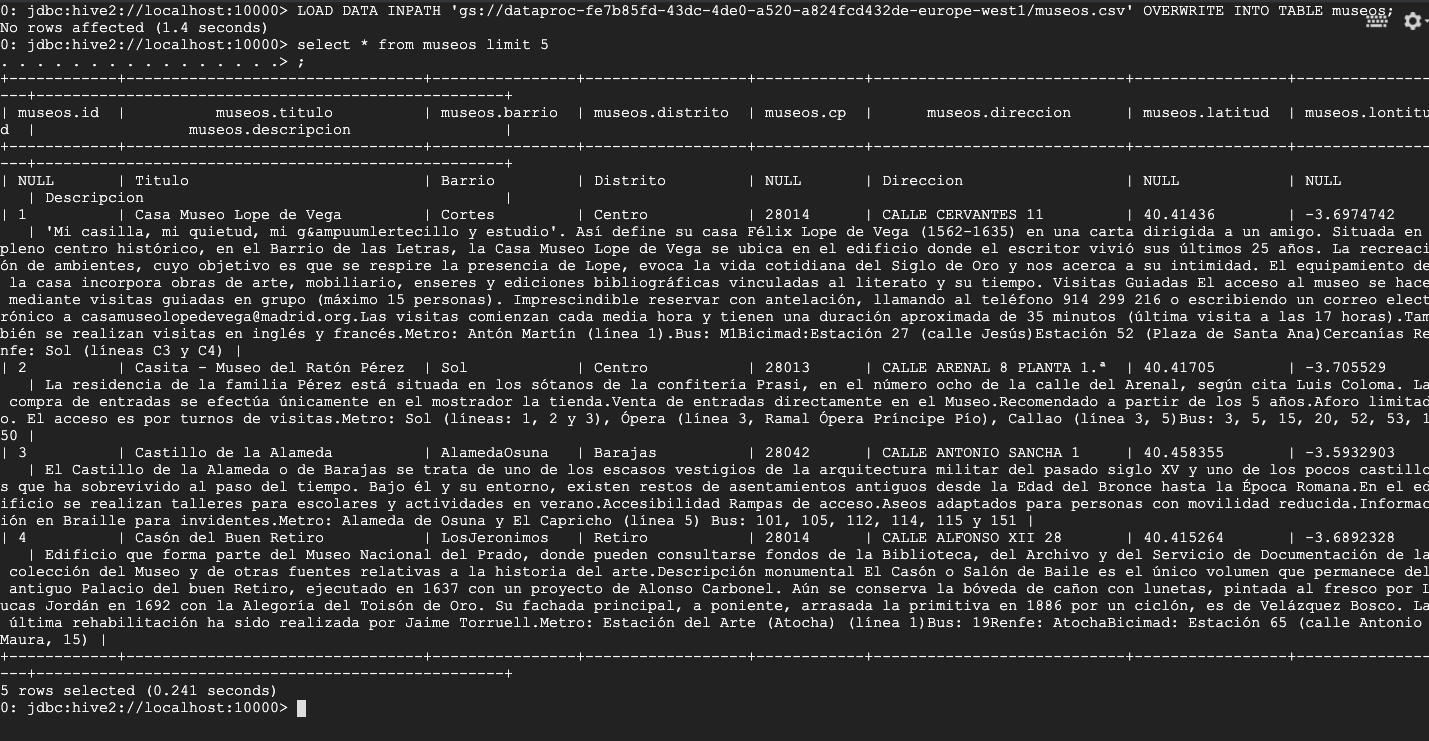 0: jdbc:hive2://localhost:10000> LOAD DATA INPATH 'gs://dataproc-fe7b85fd-43dc-4de0-a520-a824fcd432de-europe-west1/museos.csv' OVERWRITE INTO TABLE museos;
No rows affected (1.4 seconds)
0: jdbc:hive2://localhost:10000> select * from museos limit 5
. . . . . . . . . . . . . . . .> ;
+------------+---------------------------------+----------------+------------------+------------+----------------------------+-----------------+---------------
---+----------------------------------------------------+
| museos.id | museos.titulo | museos.barrio | museos.distrito | museos.cp | museos.direccion | museos.latitud | museos.lontitu
d | museos.descripcion |
+------------+---------------------------------+----------------+------------------+------------+----------------------------+-----------------+---------------
---+----------------------------------------------------+
| NULL | Titulo | Barrio | Distrito | NULL | Direccion | NULL | NULL
| Descripcion |
| 1 | Casa Museo Lope de Vega | Cortes | Centro | 28014 | CALLE CERVANTES 11 | 40.41436 | -3.6974742
| 'Mi casilla, mi quietud, mi g&ampuumlertecillo y estudio'. Así define su casa Félix Lope de Vega (1562-1635) en una carta dirigida a un amigo. Situada en
pleno centro histórico, en el Barrio de las Letras, la Casa Museo Lope de Vega se ubica en el edificio donde el escritor vivió sus últimos 25 años. La recreaci
ón de ambientes, cuyo objetivo es que se respire la presencia de Lope, evoca la vida cotidiana del Siglo de Oro y nos acerca a su intimidad. El equipamiento de
la casa incorpora obras de arte, mobiliario, enseres y ediciones bibliográficas vinculadas al literato y su tiempo. Visitas Guiadas El acceso al museo se hace
mediante visitas guiadas en grupo (máximo 15 personas). Imprescindible reservar con antelación, llamando al teléfono 914 299 216 o escribiendo un correo elect
rónico a casamuseolopedevega@madrid.org.Las visitas comienzan cada media hora y tienen una duración aproximada de 35 minutos (última visita a las 17 horas).Tam
bién se realizan visitas en inglés y francés.Metro: Antón Martín (línea 1).Bus: M1Bicimad:Estación 27 (calle Jesús)Estación 52 (Plaza de Santa Ana)Cercanías Re
nfe: Sol (líneas C3 y C4) |
| 2 | Casita - Museo del Ratón Pérez | Sol | Centro | 28013 | CALLE ARENAL 8 PLANTA 1.ª | 40.41705 | -3.705529
| La residencia de la familia Pérez está situada en los sótanos de la confitería Prasi, en el número ocho de la calle del Arenal, según cita Luis Coloma. La
compra de entradas se efectúa únicamente en el mostrador la tienda.Venta de entradas directamente en el Museo.Recomendado a partir de los 5 años.Aforo limitad
o. El acceso es por turnos de visitas.Metro: Sol (líneas: 1, 2 y 3), Ópera (línea 3, Ramal Ópera Príncipe Pío), Callao (línea 3, 5)Bus: 3, 5, 15, 20, 52, 53, 1
50 |
| 3 | Castillo de la Alameda | AlamedaOsuna | Barajas | 28042 | CALLE ANTONIO SANCHA 1 | 40.458355 | -3.5932903
| El Castillo de la Alameda o de Barajas se trata de uno de los escasos vestigios de la arquitectura militar del pasado siglo XV y uno de los pocos castillo
s que ha sobrevivido al paso del tiempo. Bajo él y su entorno, existen restos de asentamientos antiguos desde la Edad del Bronce hasta la Época Romana.En el ed
ificio se realizan talleres para escolares y actividades en verano.Accesibilidad Rampas de acceso.Aseos adaptados para personas con movilidad reducida.Informac
ión en Braille para invidentes.Metro: Alameda de Osuna y El Capricho (línea 5) Bus: 101, 105, 112, 114, 115 y 151 |
| 4 | Casón del Buen Retiro | LosJeronimos | Retiro | 28014 | CALLE ALFONSO XII 28 | 40.415264 | -3.6892328
| Edificio que forma parte del Museo Nacional del Prado, donde pueden consultarse fondos de la Biblioteca, del Archivo y del Servicio de Documentación de la
colección del Museo y de otras fuentes relativas a la historia del arte.Descripción monumental El Casón o Salón de Baile es el único volumen que permanece del
antiguo Palacio del buen Retiro, ejecutado en 1637 con un proyecto de Alonso Carbonel. Aún se conserva la bóveda de cañon con lunetas, pintada al fresco por L
ucas Jordán en 1692 con la Alegoría del Toisón de Oro. Su fachada principal, a poniente, arrasada la primitiva en 1886 por un ciclón, es de Velázquez Bosco. La
última rehabilitación ha sido realizada por Jaime Torruell.Metro: Estación del Arte (Atocha) (línea 1)Bus: 19Renfe: AtochaBicimad: Estación 65 (calle Antonio
Maura, 15) |
+------------+---------------------------------+----------------+------------------+------------+----------------------------+-----------------+---------------
---+----------------------------------------------------+
5 rows selected (0.241 seconds)
0: jdbc:hive2://localhost:10000>